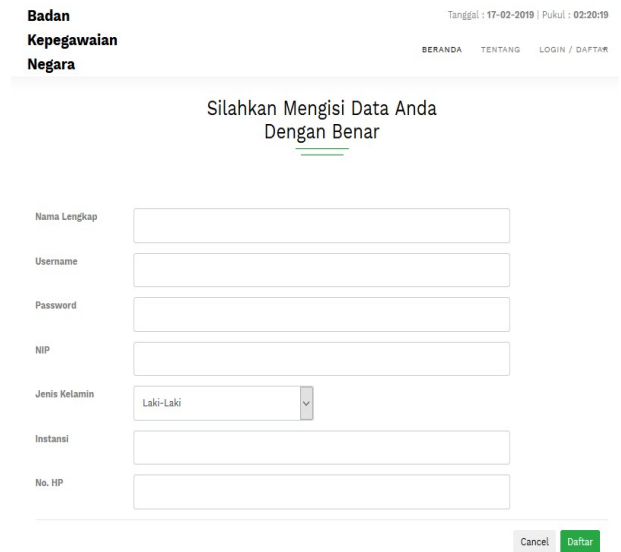 Badan
Kepegawaian
Negara
Tanggal : 17-02-2019 | Pukul : 02:20:19
BERANDA TENTANG LOGIN / DAFTAR
Silahkan Mengisi Data Anda
Dengan Benar
Nama Lengkap
Username
Password
NIP
Jenis Kelamin
Laki-Laki
Instansi
No. HP
Cancel Daftar